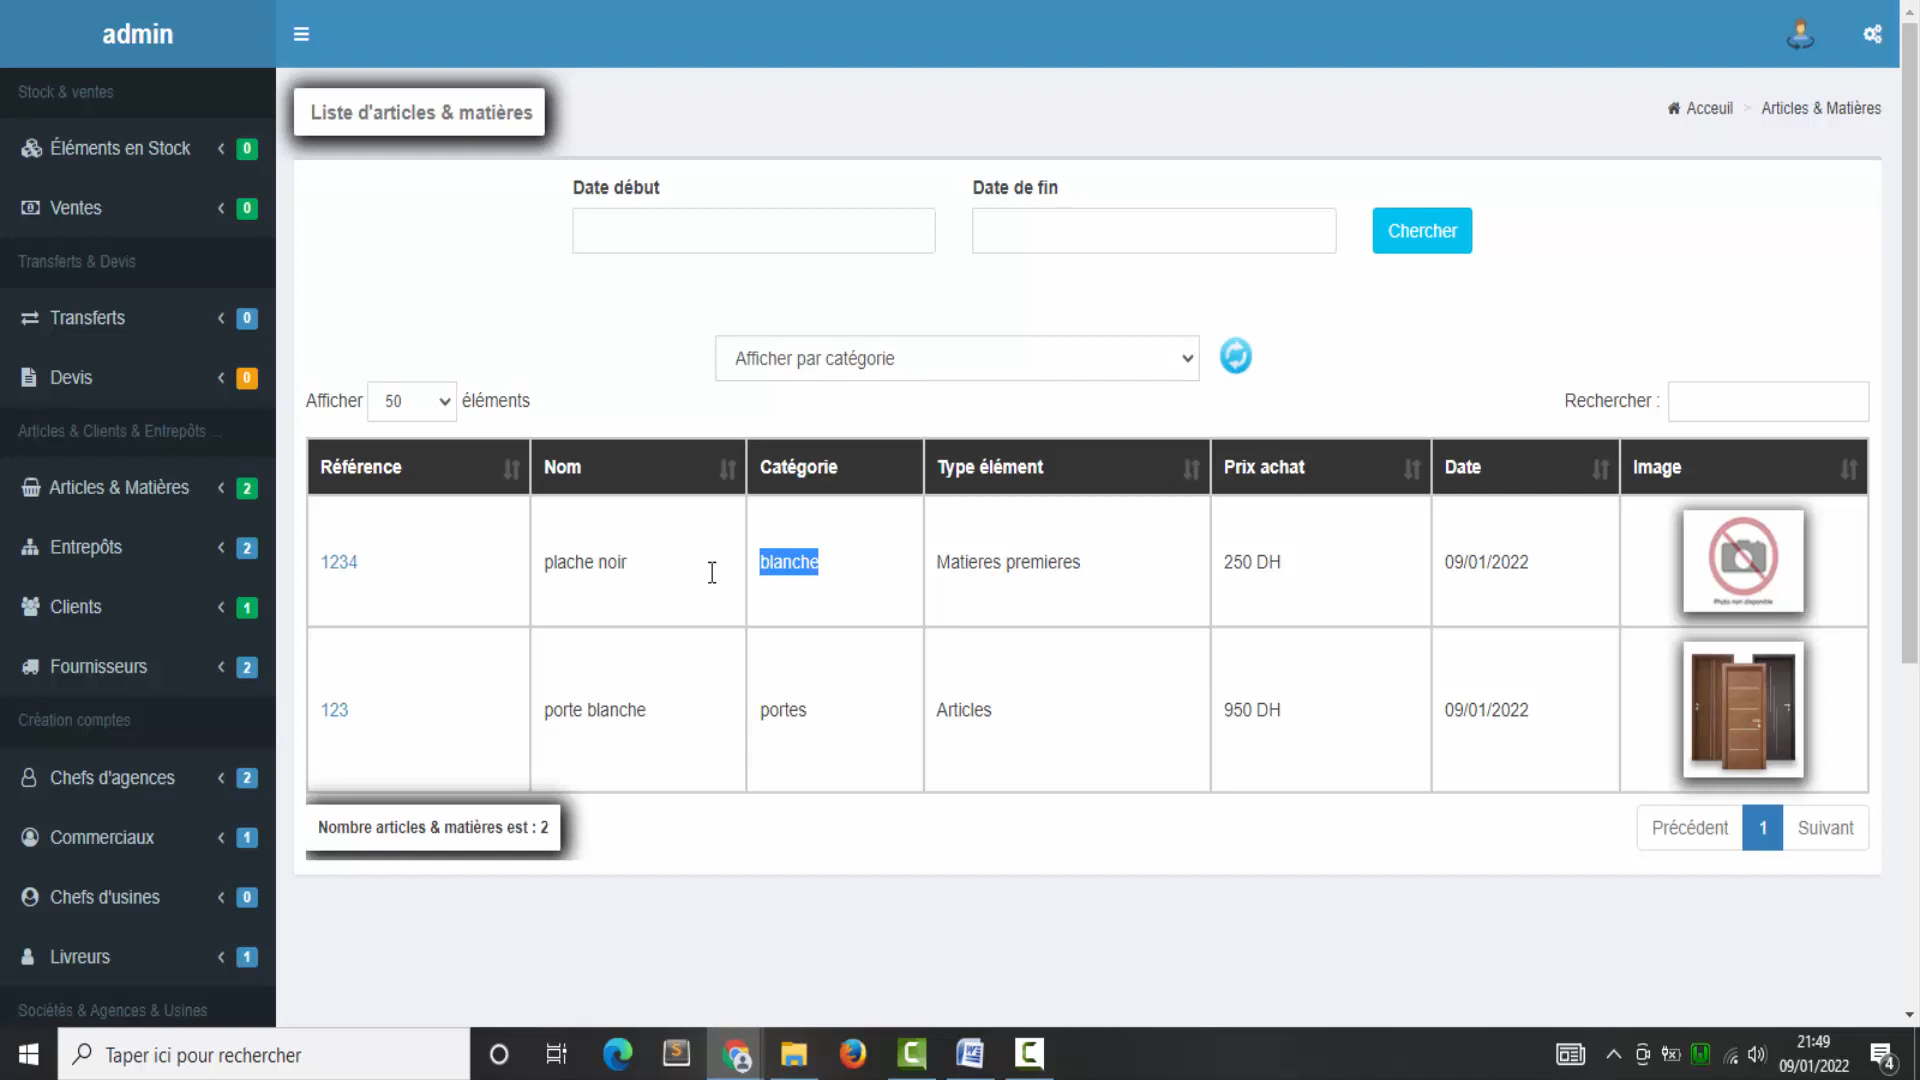 admin
Stock & ventes
Éléments en Stock 0
Ventes 0
Transferts & Devis
Transferts 0
Devis 0
Articles & Clients & Entrepôts ...
Articles & Matières 2
Entrepôts 2
Clients 1
Fournisseurs 2
Création comptes
Chefs d'agences 2
Commerciaux 1
Chefs d'usines 0
Livreurs 1
Sociétés & Agences & Usines
Liste d'articles & matières
Acceuil > Articles & Matières
Date début Date de fin
Chercher
Afficher par catégorie
Afficher 50 éléments Rechercher :
Référence Nom Catégorie Type élément Prix achat Date Image
1234 plache noir blanche Matieres premieres 250 DH 09/01/2022
Photo non disponible
123 porte blanche portes Articles 950 DH 09/01/2022
Nombre articles & matières est : 2
Précédent 1 Suivant
Taper ici pour rechercher
21:49
09/01/2022
4